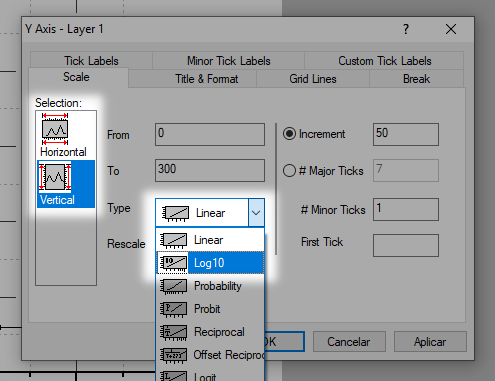 Y Axis - Layer 1
?
Tick Labels
Minor Tick Labels
Custom Tick Labels
Scale
Title & Format
Grid Lines
Break
Selection:
Horizontal
Vertical
From
0
To
300
Type
Linear
Rescale
Linear
Log10
Probability
Probit
Reciprocal
Offset Reciproc
Logit
Increment
50
# Major Ticks
7
# Minor Ticks
1
First Tick
OK
Cancelar
Aplicar